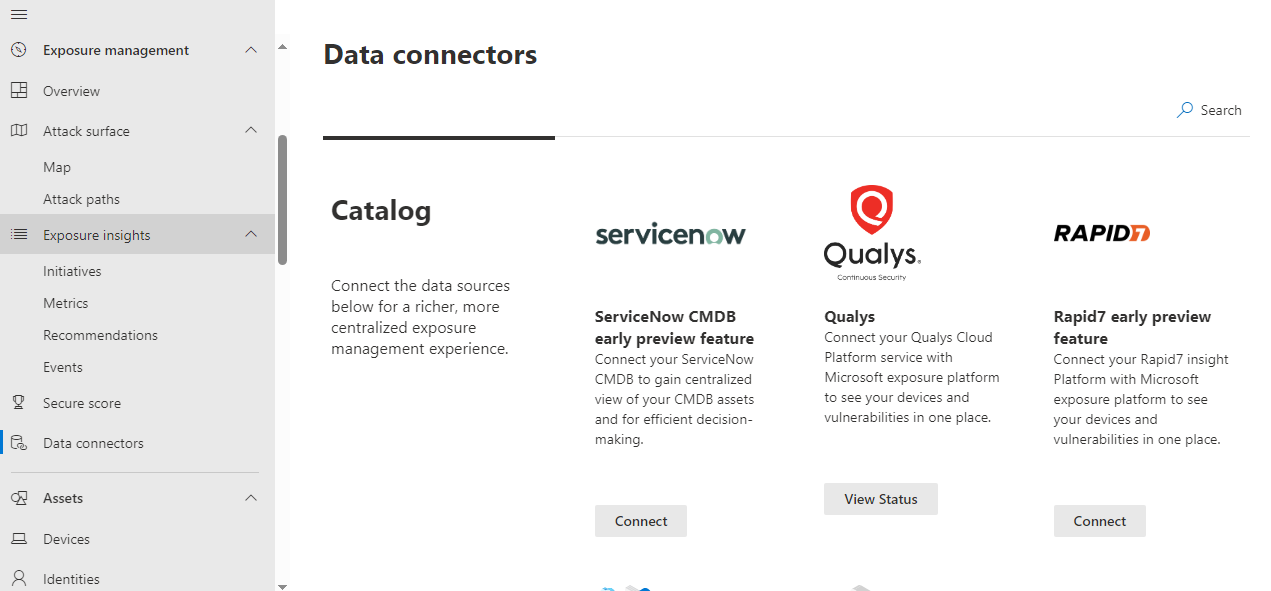 Exposure management
Overview
Attack surface
Map
Attack paths
Exposure insights
Initiatives
Metrics
Recommendations
Events
Secure score
Data connectors
Assets
Devices
Identities
Data connectors
Search
Catalog
Connect the data sources
below for a richer, more
centralized exposure
management experience.
servicenow
ServiceNow CMDB
early preview feature
Connect your ServiceNow
CMDB to gain centralized
view of your CMDB assets
and for efficient decision-
making.
Connect
Qualys.
Continuous Security
Qualys
Connect your Qualys Cloud
Platform service with
Microsoft exposure platform
to see your devices and
vulnerabilities in one place.
View Status
RAPID7
Rapid7 early preview
feature
Connect your Rapid7 insight
Platform with Microsoft
exposure platform to see
your devices and
vulnerabilities in one place.
Connect